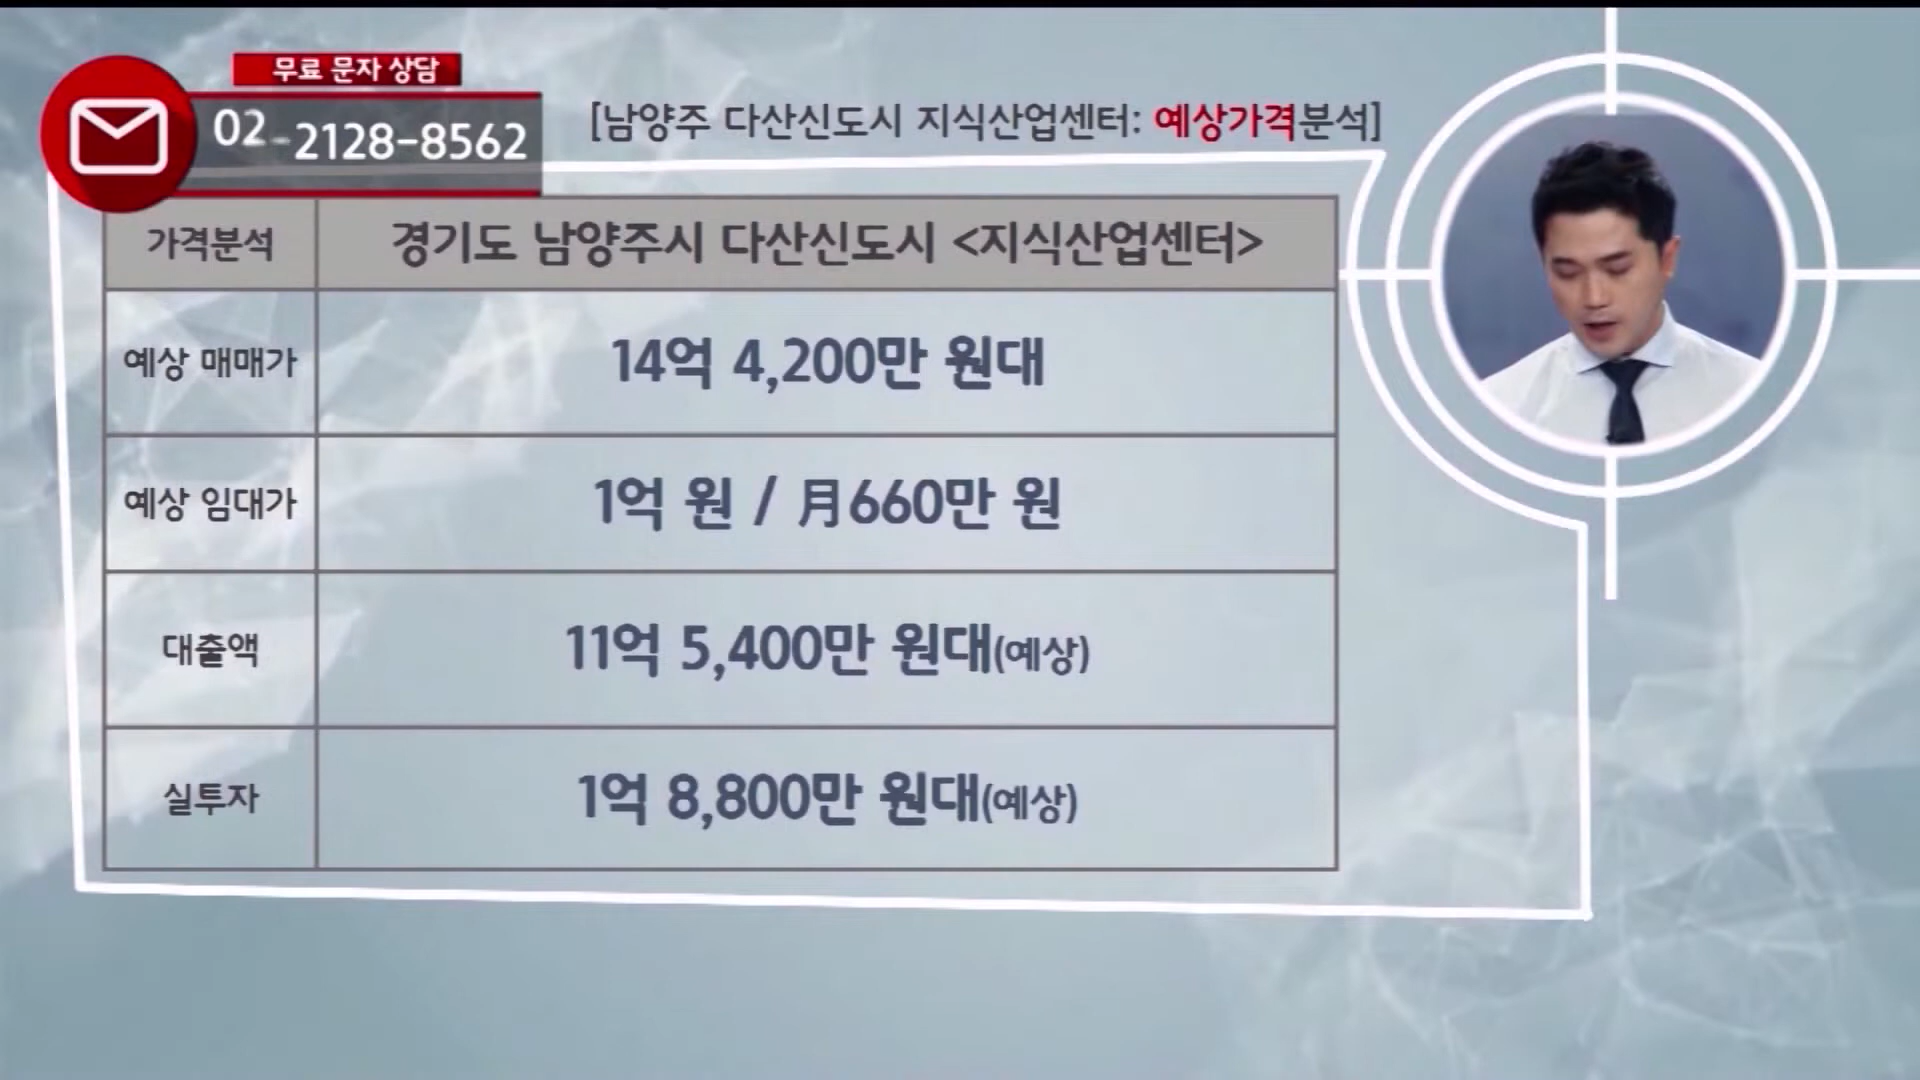 무료 문자 상담
02-2128-8562
[남양주 다산신도시 지식산업센터: 예상가격분석]
가격분석 경기도 남양주시 다산신도시 <지식산업센터>
예상 매매가 14억 4,200만 원대
예상 임대가 1억 원 / 月660만 원
대출액 11억 5,400만 원대(예상)
실투자 1억 8,800만 원대(예상)